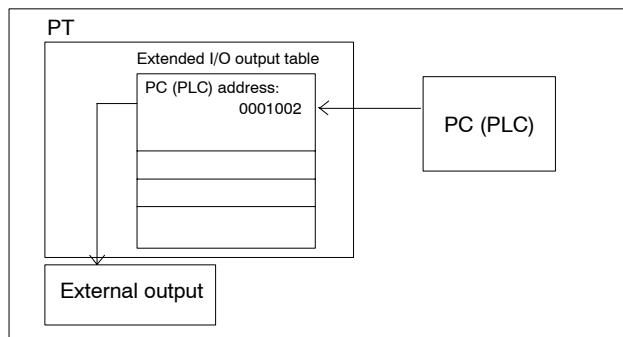 PT
Extended I/O output table
PC (PLC) address:
0001002
PC (PLC)
External output